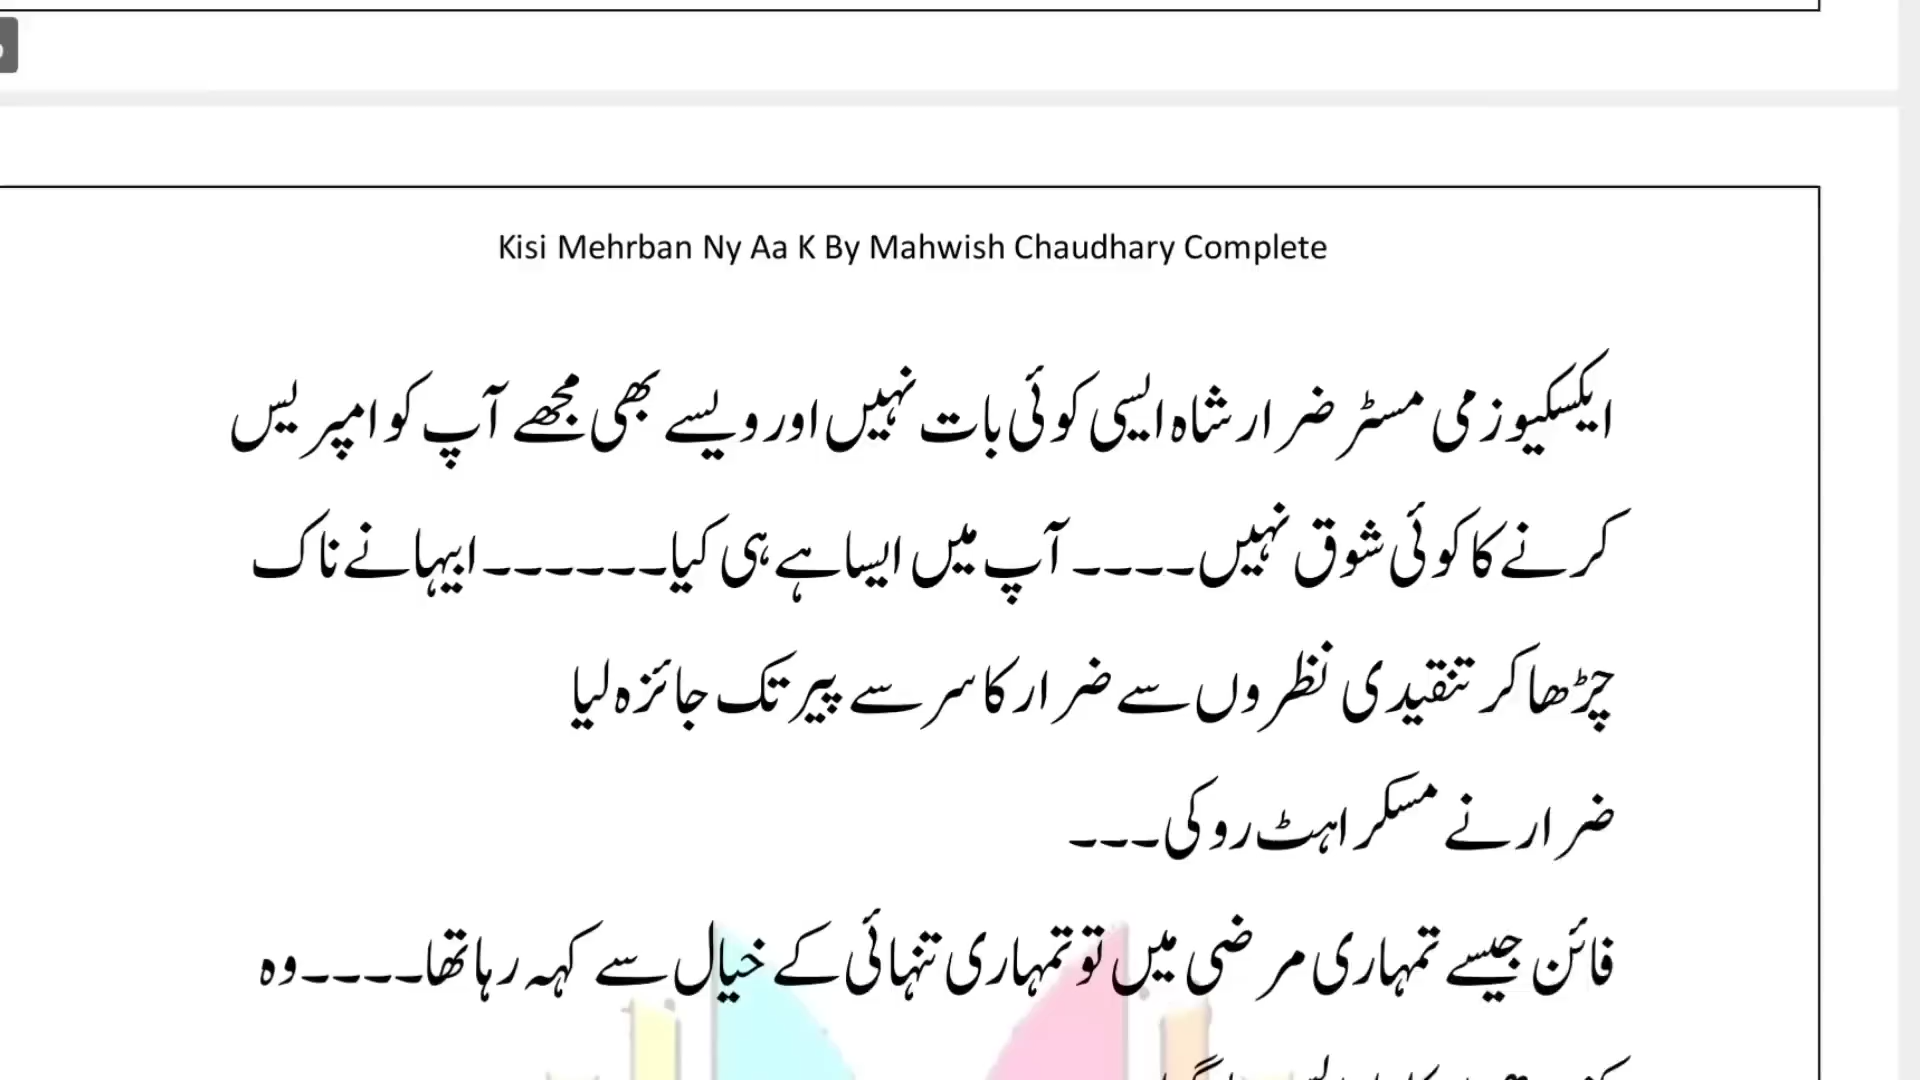 Kisi Mehrban Ny Aa K By Mahwish Chaudhary Complete
ایکسکیوزمی مسٹر ضرار شاہ ایسی کوئی بات نہیں اور ویسے بھی مجھے آپ کو امپریس
کرنے کا کوئی شوق نہیں۔۔۔۔ آپ میں ایسا ہے ہی کیا۔۔۔۔۔۔ ابیہا نے ناک
چڑھا کر تنقیدی نظروں سے ضرار کا سر سے پیر تک جائزہ لیا
ضرار نے مسکراہٹ روکی۔۔۔
فائن جیسے تمہاری مرضی میں تو تمہاری تنہائی کے خیال سے کہہ رہا تھا۔۔۔۔ وہ